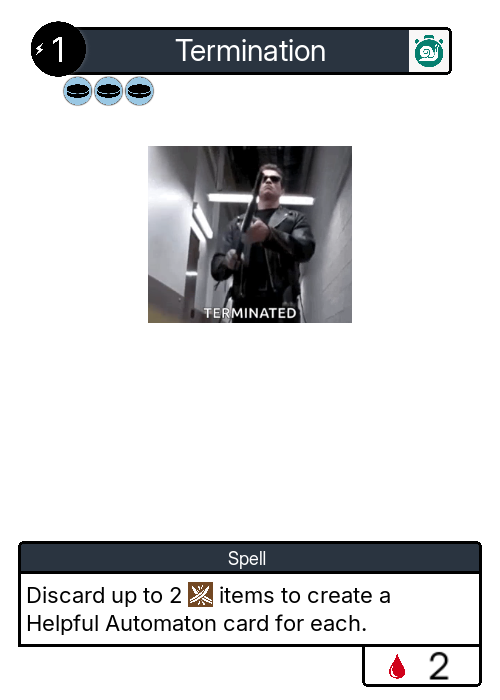 1
Termination
TERMINATED
Spell
Discard up to 2 items to create a
Helpful Automaton card for each.
2